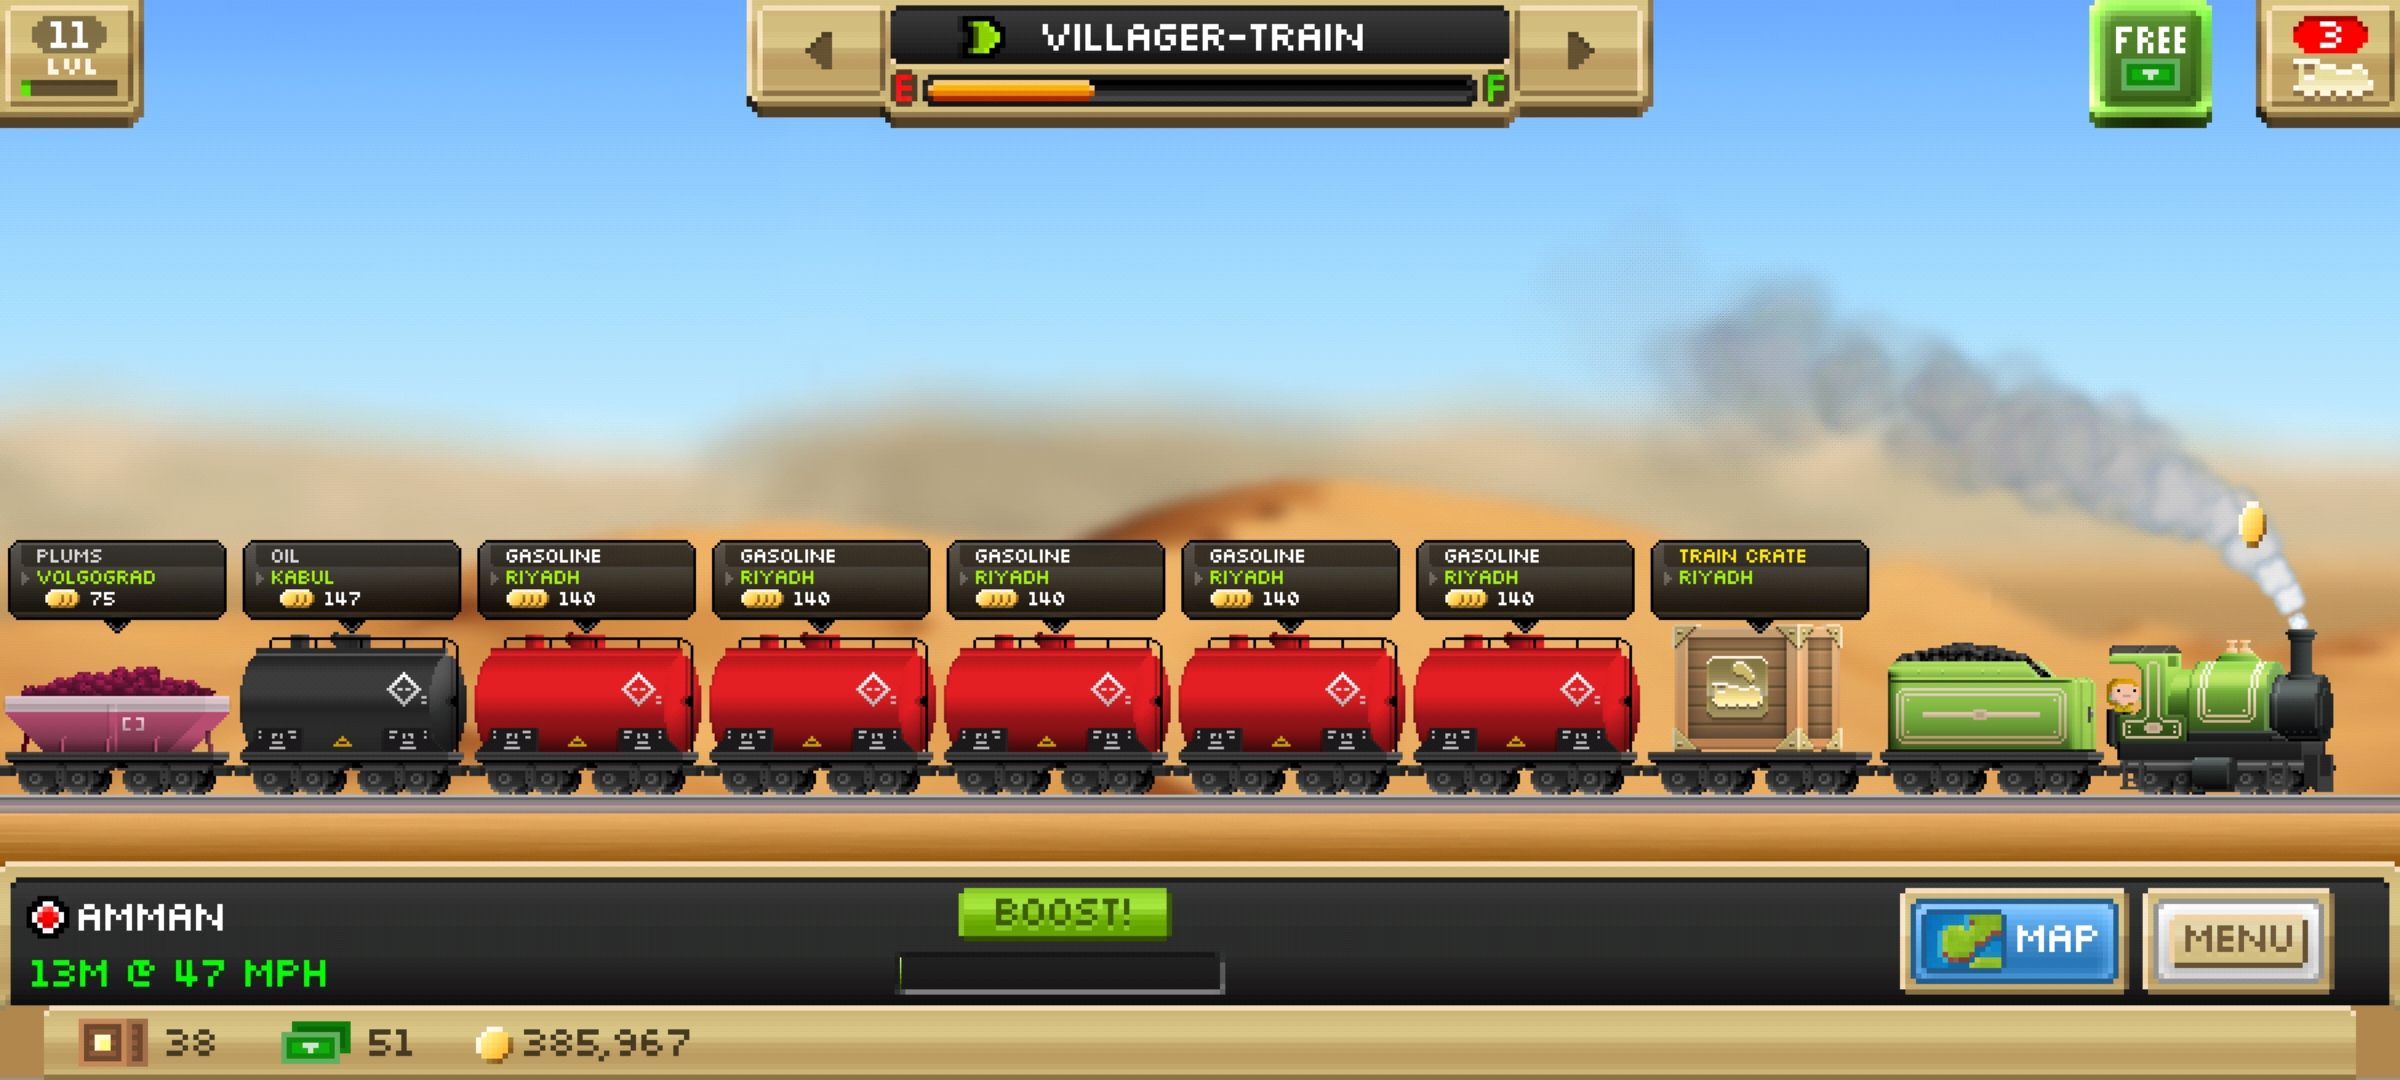 11
LVL
VILLAGER-TRAIN
E F
FREE
3
PLUMS
VOLGOGRAD
75
OIL
KABUL
147
GASOLINE
RIYADH
140
GASOLINE
RIYADH
140
GASOLINE
RIYADH
140
GASOLINE
RIYADH
140
GASOLINE
RIYADH
140
TRAIN CRATE
RIYADH
AMMAN
13M @ 47 MPH
BOOST!
MAP
MENU
38
51
385,967